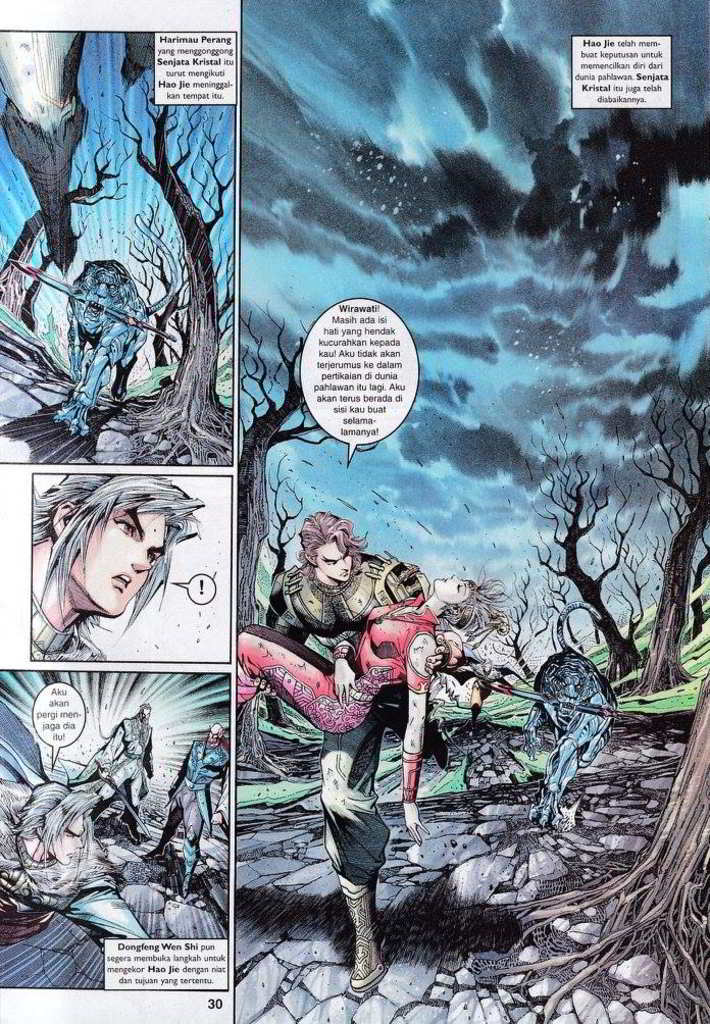 Harimau Perang
yang menggonggong
Senjata Kristal itu
turut mengikuti
Hao Jie meninggal-
kan tempat itu.
!
Aku
akan
pergi men-
jaga dia
itu!
Dongfeng Wen Shi pun
segera membuka langkah untuk
mengekor Hao Jie dengan niat
dan tujuan yang tertentu.
30
Hao Jie telah mem-
buat keputusan untuk
memencilkan diri dari
dunia pahlawan. Senjata
Kristal itu juga telah
diabaikannya.
Wirawati!
Masih ada isi
hati yang hendak
kucurahkan kepada
kau! Aku tidak akan
terjerumus ke dalam
pertikaian di dunia
pahlawan itu lagi. Aku
akan terus berada di
sisi kau buat
selama-
lamanya!